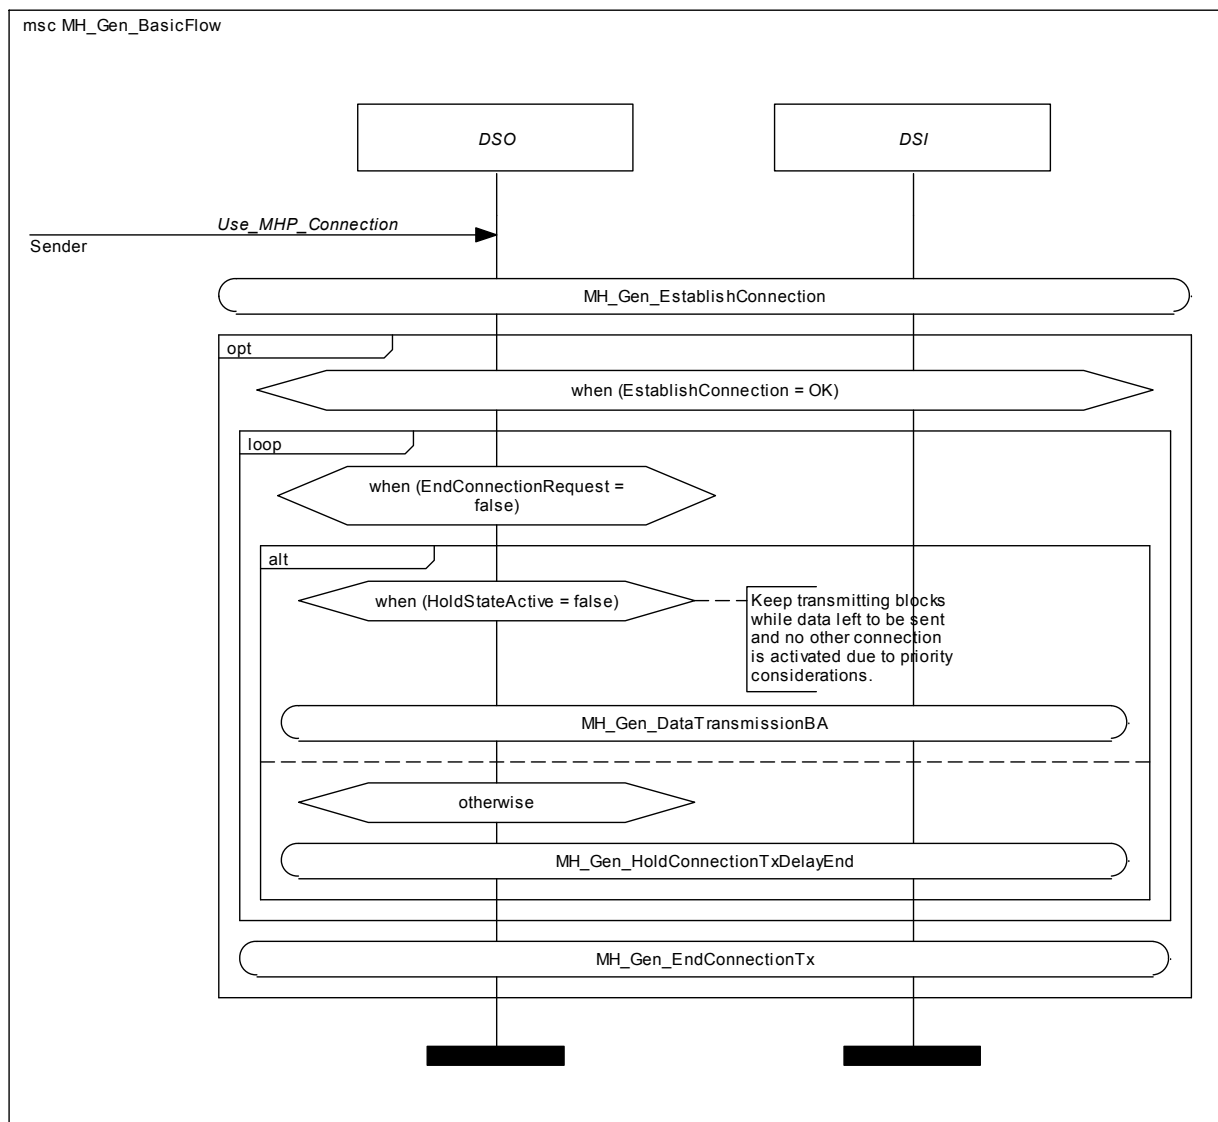 msc MH_Gen_BasicFlow
DSO
DSI
Use_MHP_Connection
Sender
MH_Gen_EstablishConnection
opt
when (EstablishConnection = OK)
loop
when (EndConnectionRequest =
false)
alt
when (HoldStateActive = false)
Keep transmitting blocks
while data left to be sent
and no other connection
is activated due to priority
considerations.
MH_Gen_DataTransmissionBA
otherwise
MH_Gen_HoldConnectionTxDelayEnd
MH_Gen_EndConnectionTx